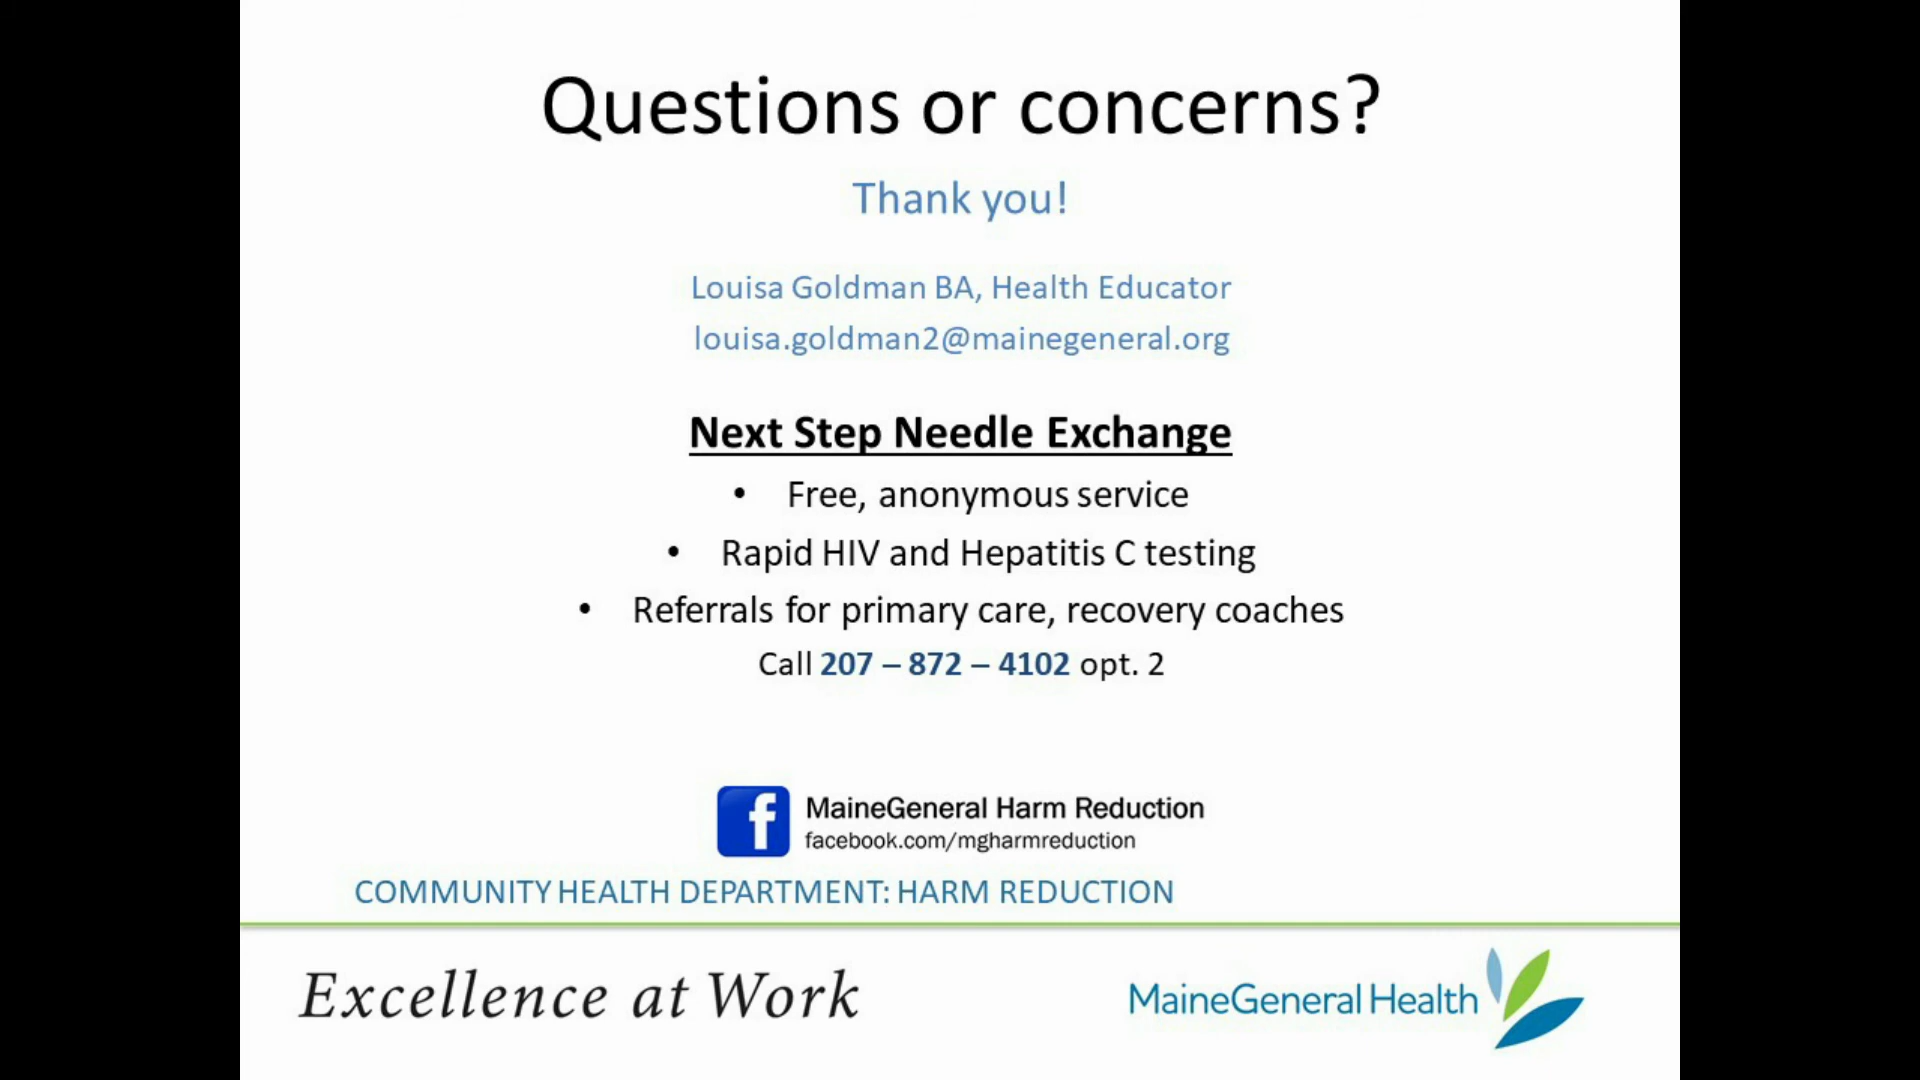 Questions or concerns?
Thank you!
Louisa Goldman BA, Health Educator
louisa.goldman2@mainegeneral.org
Next Step Needle Exchange
• Free, anonymous service
• Rapid HIV and Hepatitis C testing
• Referrals for primary care, recovery coaches
Call 207 – 872 – 4102 opt. 2
f
MaineGeneral Harm Reduction
facebook.com/mgharmreduction
COMMUNITY HEALTH DEPARTMENT: HARM REDUCTION
Excellence at Work
MaineGeneral Health